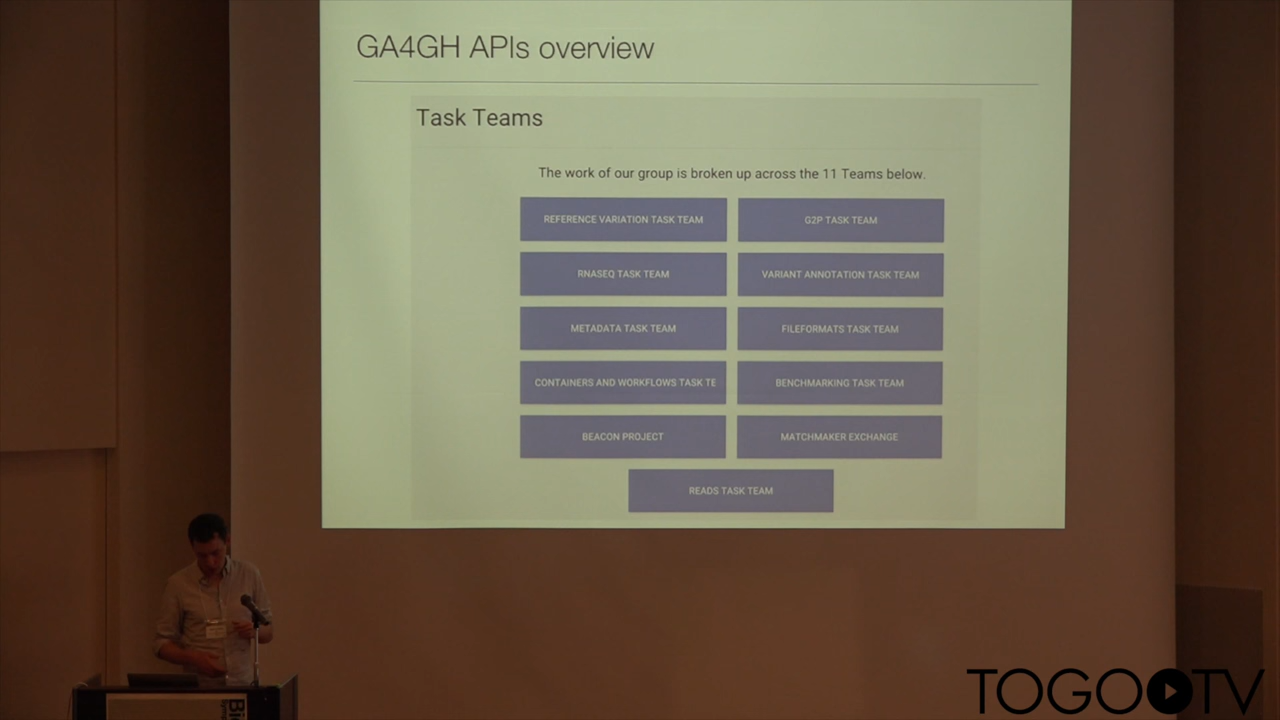 GA4GH APIs overview
Task Teams
The work of our group is broken up across the 11 Teams below.
REFERENCE VARIATION TASK TEAM
G2P TASK TEAM
RNASEQ TASK TEAM
VARIANT ANNOTATION TASK TEAM
METADATA TASK TEAM
FILEFORMATS TASK TEAM
CONTAINERS AND WORKFLOWS TASK TE
BENCHMARKING TASK TEAM
BEACON PROJECT
MATCHMAKER EXCHANGE
READS TASK TEAM
TOGO TV